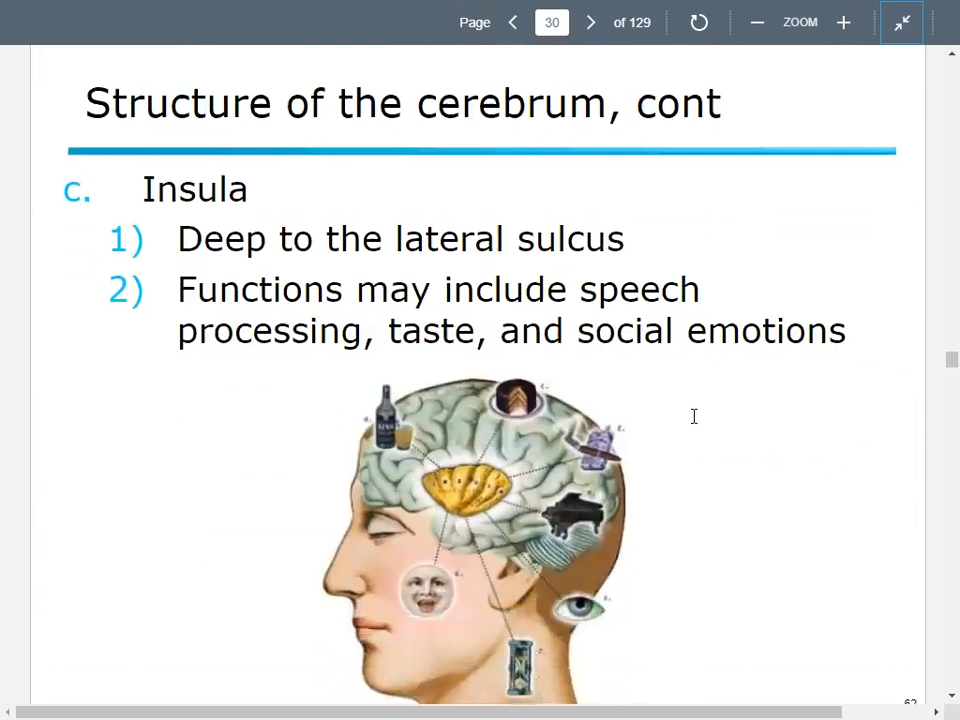 Page 30 of 129 ZOOM
Structure of the cerebrum, cont
c. Insula
1) Deep to the lateral sulcus
2) Functions may include speech
processing, taste, and social emotions